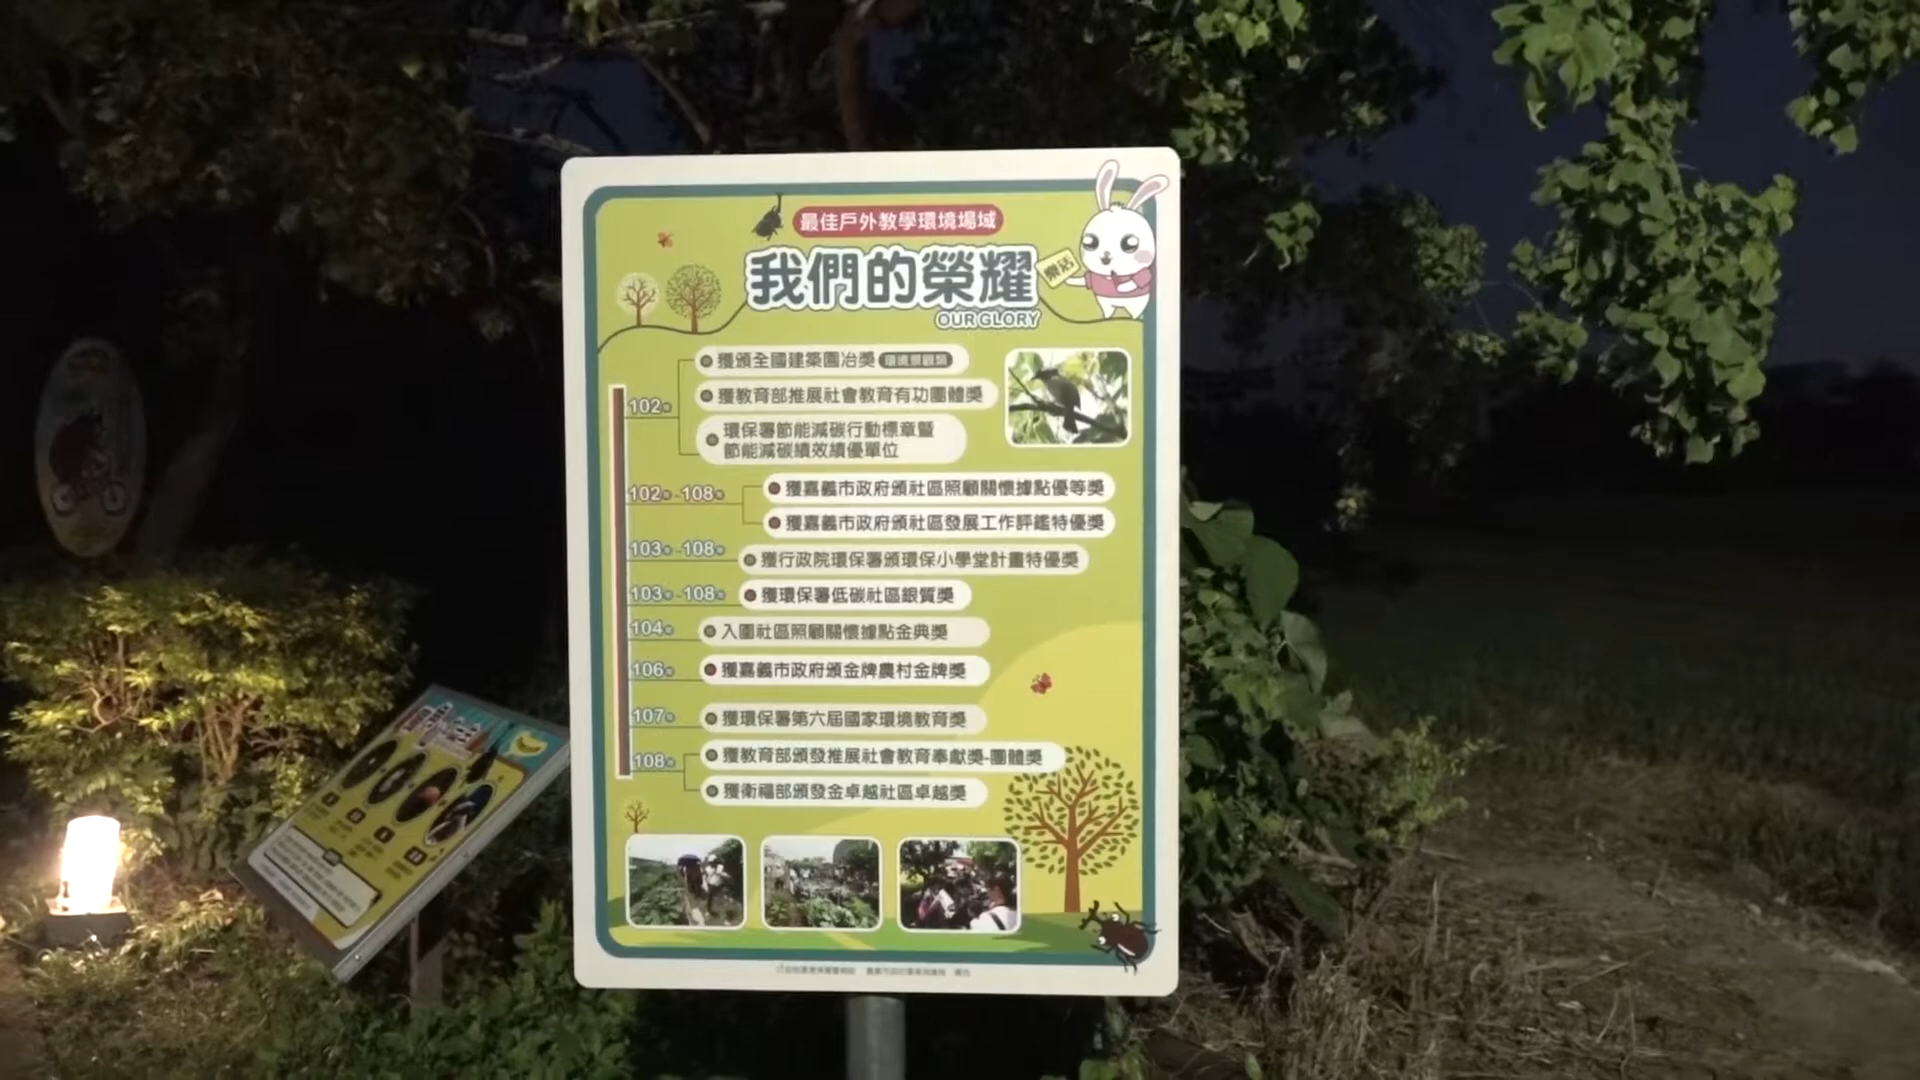 最佳戶外教學環境場域
我們的榮耀
OUR GLORY
樂活
102年
獲頒全國建築園冶獎
獲教育部推展社會教育有功團體獎
環保署節能減碳行動標章暨
節能減碳績效績優單位
102年-108年
獲嘉義市政府頒社區照顧關懷據點優等獎
獲嘉義市政府頒社區發展工作評鑑特優獎
103年-108年
獲行政院環保署頒環保小學堂計畫特優獎
103年-108年
獲環保署低碳社區銀質獎
104年
入圍社區照顧關懷據點金典獎
106年
獲嘉義市政府頒金牌農村金牌獎
107年
獲環保署第六屆國家環境教育獎
108年
獲教育部頒發推展社會教育奉獻獎-團體獎
獲衛福部頒發金卓越社區卓越獎